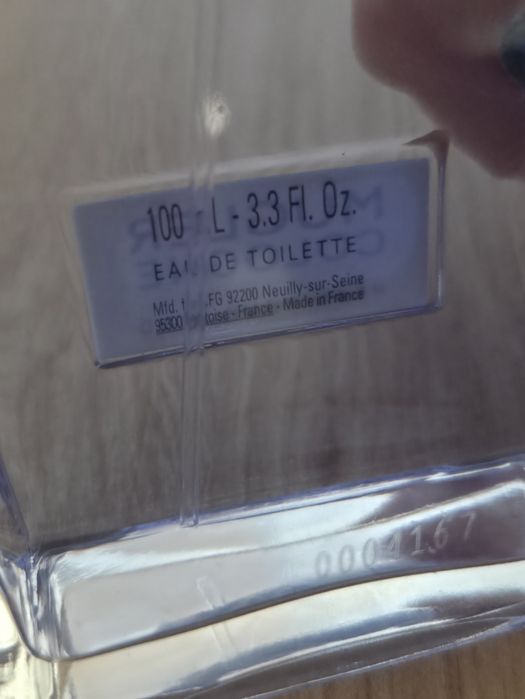 100 L - 3.3 Fl. Oz.
EAU DE TOILETTE
Mfd. FG 92200 Neuilly-sur-Seine
95300 - France - Made in France
0004167